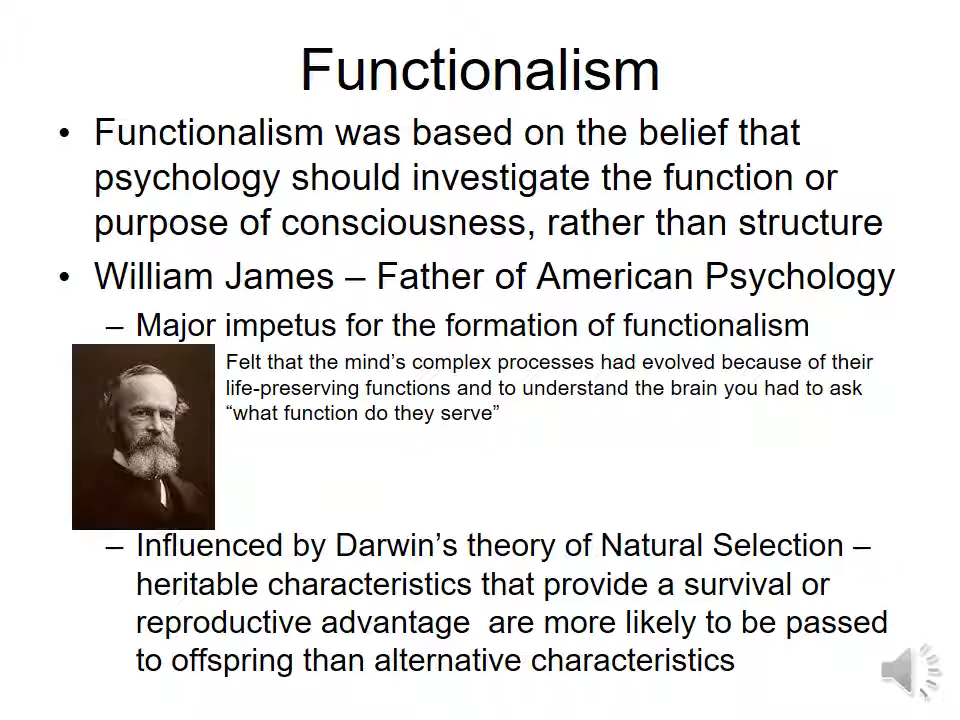 Functionalism
• Functionalism was based on the belief that
psychology should investigate the function or
purpose of consciousness, rather than structure
• William James – Father of American Psychology
– Major impetus for the formation of functionalism
Felt that the mind’s complex processes had evolved because of their
life-preserving functions and to understand the brain you had to ask
“what function do they serve”
– Influenced by Darwin’s theory of Natural Selection –
heritable characteristics that provide a survival or
reproductive advantage  are more likely to be passed
to offspring than alternative characteristics